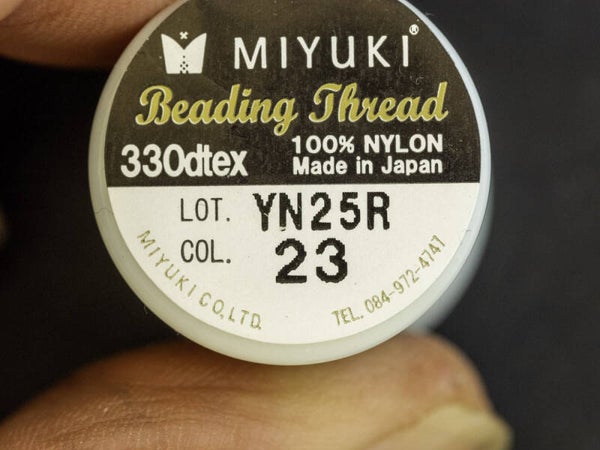 MIYUKI®
Beading Thread
330dtex 100% NYLON
Made in Japan
LOT. YN25R
COL. 23
MIYUKI CO,LTD.
TEL. 084-972-4747